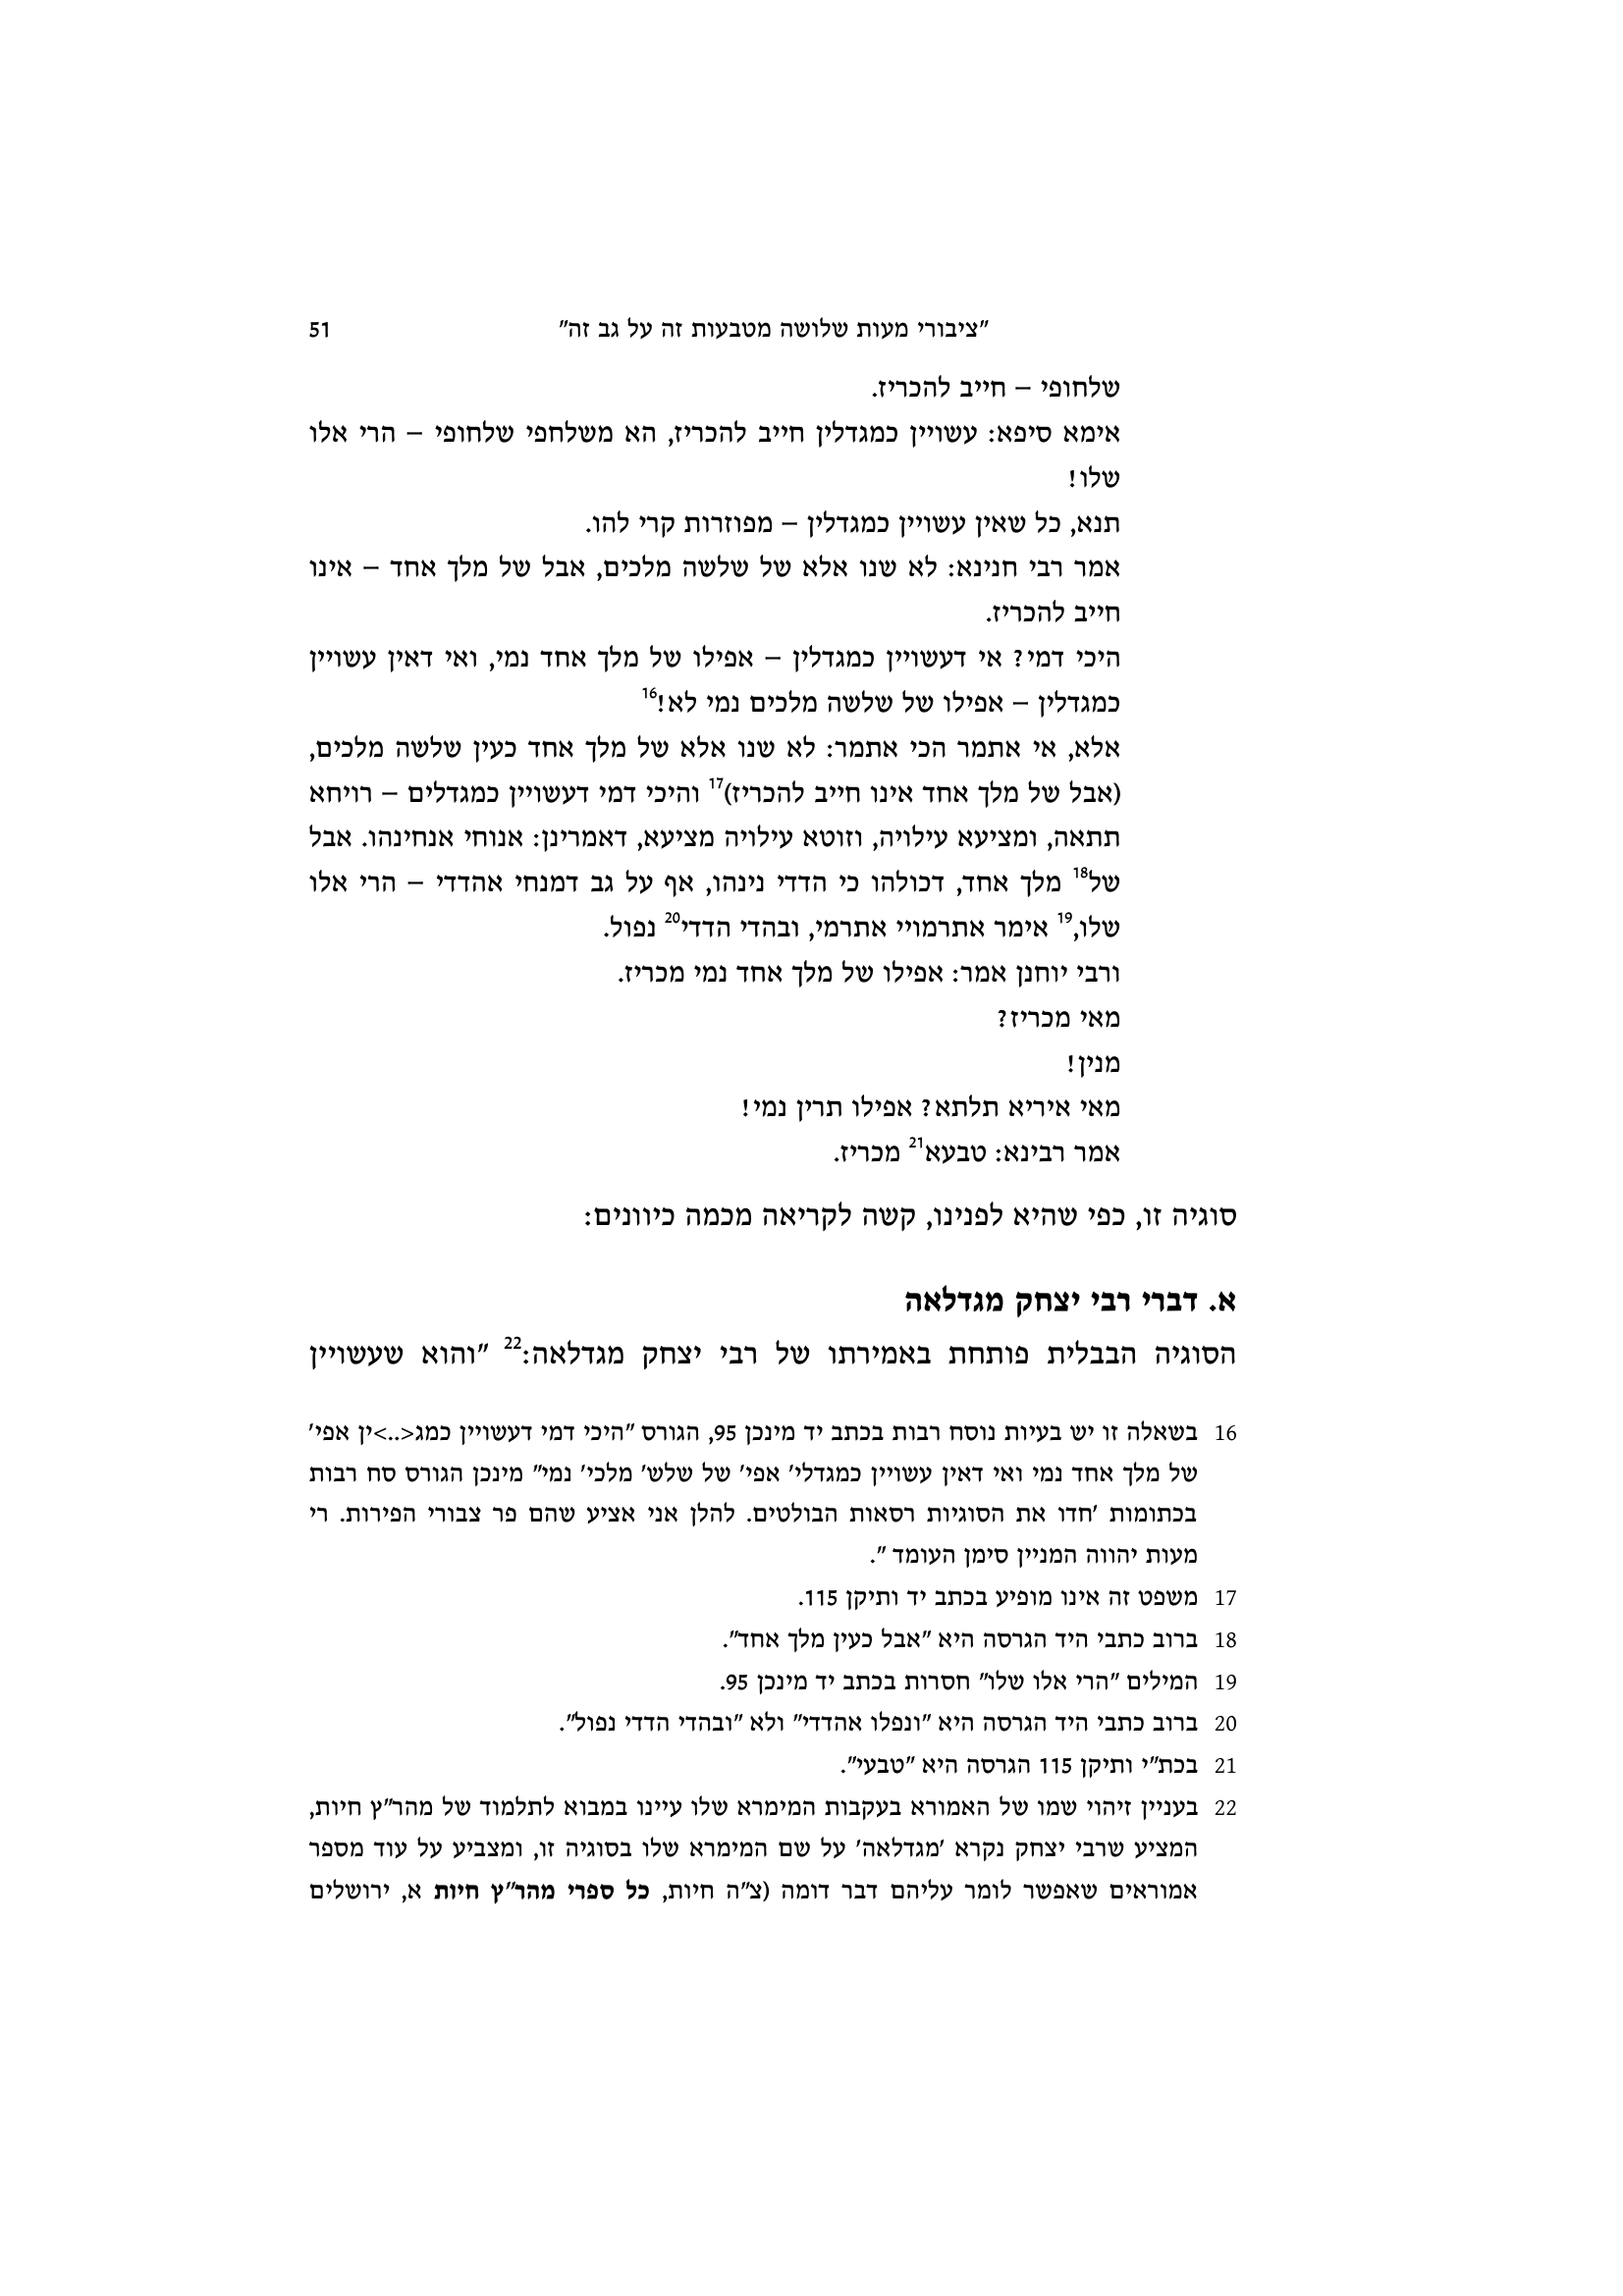 "ציבורי מעות שלושה מטבעות זה על גב זה" 51
שלחופי – חייב להכריז.
אימא סיפא: עשויין כמגדלין חייב להכריז, הא משלחפי שלחופי – הרי אלו
שלו!
תנא, כל שאין עשויין כמגדלין – מפוזרות קרי להו.
אמר רבי חנינא: לא שנו אלא של שלשה מלכים, אבל של מלך אחד – אינו
חייב להכריז.
היכי דמי? אי דעשויין כמגדלין – אפילו של מלך אחד נמי, ואי דאין עשויין
כמגדלין – אפילו של שלשה מלכים נמי לא!16
אלא, אי אתמר הכי אתמר: לא שנו אלא של מלך אחד כעין שלשה מלכים,
(אבל של מלך אחד אינו חייב להכריז)17 והיכי דמי דעשויין כמגדלים – רויחא
תתאה, ומציעא עילויה, וזוטא עילויה מציעא, דאמרינן: אנוחי אנחינהו. אבל
של18 מלך אחד, דכולהו כי הדדי נינהו, אף על גב דמנחי אהדדי – הרי אלו
שלו,19 אימר אתרמויי אתרמי, ובהדי הדדי20 נפול.
ורבי יוחנן אמר: אפילו של מלך אחד נמי מכריז.
מאי מכריז?
מנין!
מאי איריא תלתא? אפילו תרין נמי!
אמר רבינא: טבעא21 מכריז.
סוגיה זו, כפי שהיא לפנינו, קשה לקריאה מכמה כיוונים:
א. דברי רבי יצחק מגדלאה
הסוגיה הבבלית פותחת באמירתו של רבי יצחק מגדלאה:22 "והוא שעשויין
16 בשאלה זו יש בעיות נוסח רבות בכתב יד מינכן 95, הגורס "היכי דמי דעשויין כמג<..>ין אפי'
של מלך אחד נמי ואי דאין עשויין כמגדלי' אפי' של שלש' מלכי' נמי" מינכן הגורס סח רבות
בכתומות 'חדו את הסוגיות רסאות הבולטים. להלן אני אציע שהם פר צבורי הפירות. רי
מעות יהווה המניין סימן העומד ".
17 משפט זה אינו מופיע בכתב יד ותיקן 115.
18 ברוב כתבי היד הגרסה היא "אבל כעין מלך אחד".
19 המילים "הרי אלו שלו" חסרות בכתב יד מינכן 95.
20 ברוב כתבי היד הגרסה היא "ונפלו אהדדי" ולא "ובהדי הדדי נפול".
21 בכת"י ותיקן 115 הגרסה היא "טבעי".
22 בעניין זיהוי שמו של האמורא בעקבות המימרא שלו עיינו במבוא לתלמוד של מהר"ץ חיות,
המציע שרבי יצחק נקרא 'מגדלאה' על שם המימרא שלו בסוגיה זו, ומצביע על עוד מספר
אמוראים שאפשר לומר עליהם דבר דומה (צ"ה חיות, כל ספרי מהר"ץ חיות א, ירושלים